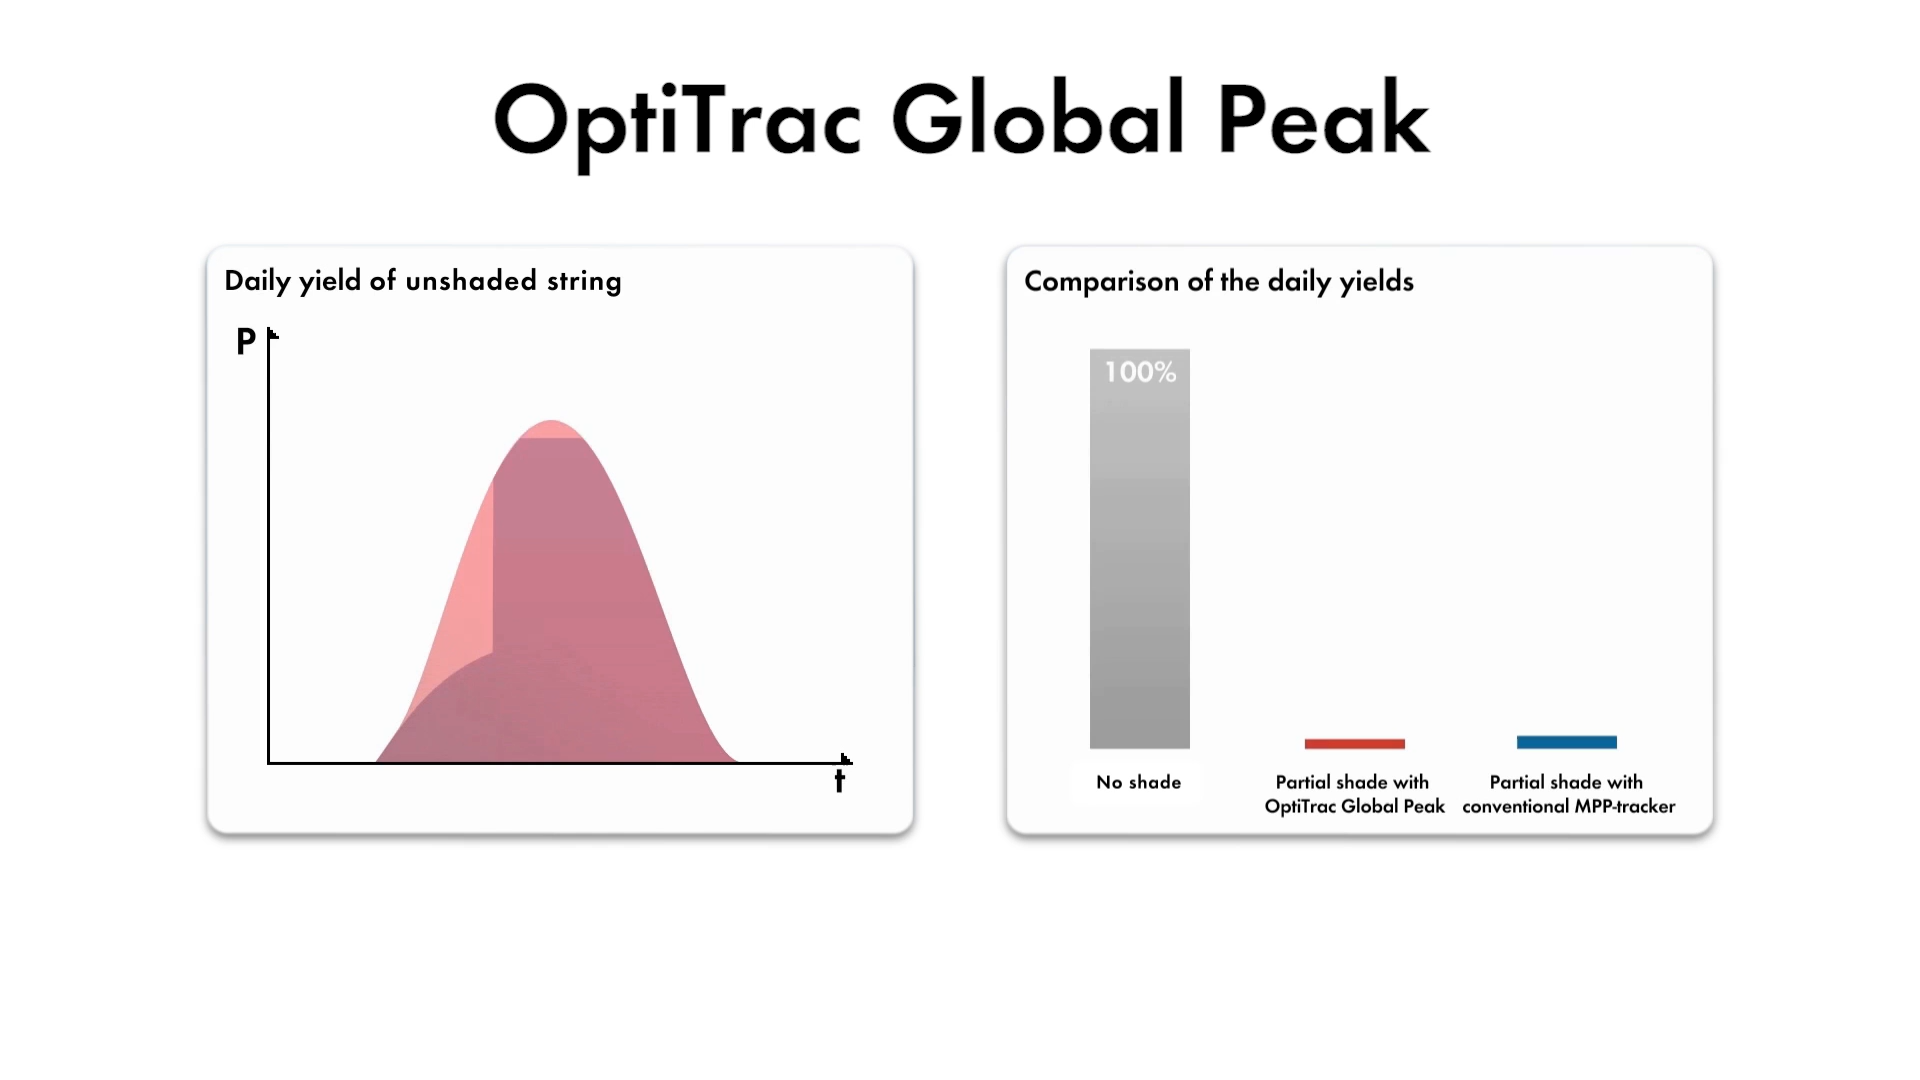 OptiTrac Global Peak
Daily yield of unshaded string
P
t
Comparison of the daily yields
100%
No shade
Partial shade with
OptiTrac Global Peak
Partial shade with
conventional MPP-tracker